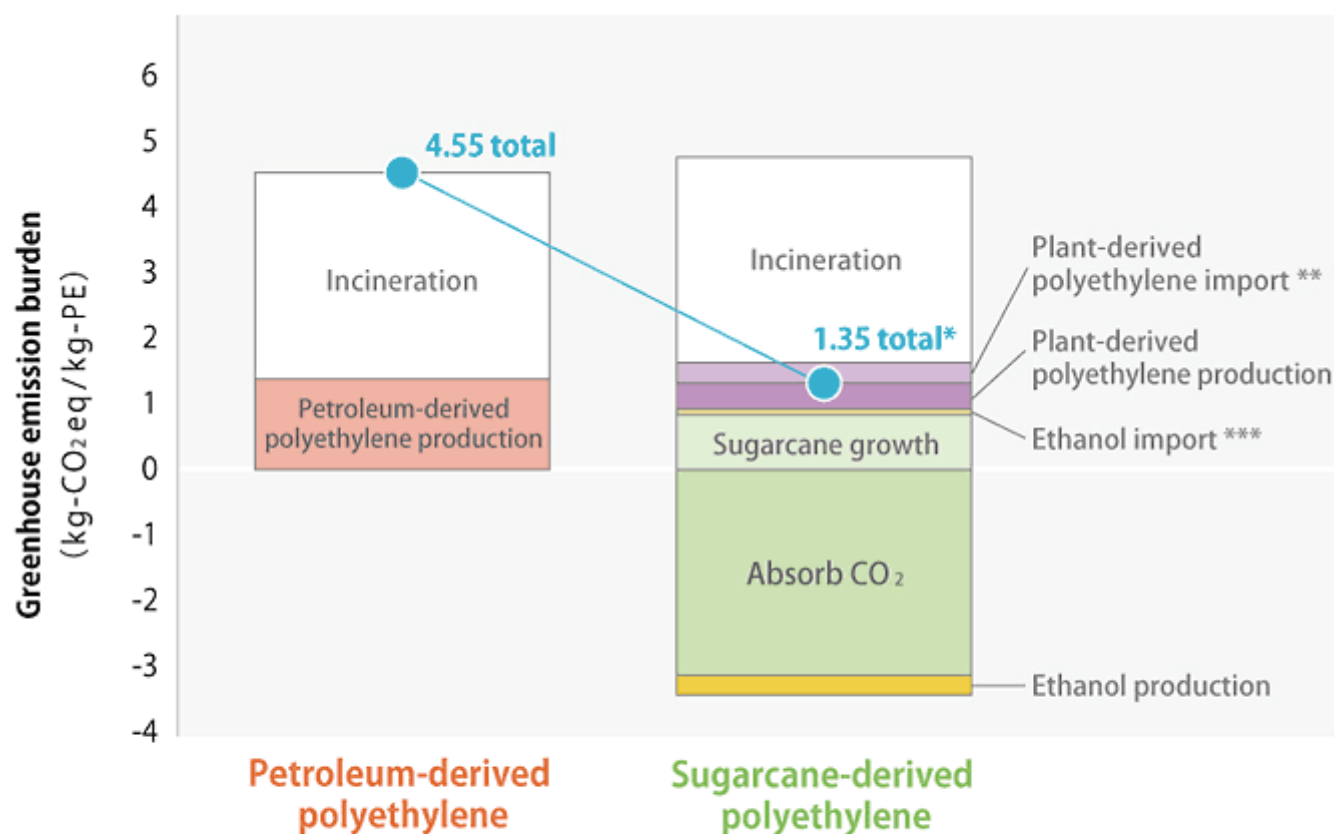 Greenhouse emission burden
(kg-CO₂ eq/kg-PE)
6
5
4
3
2
1
0
-1
-2
-3
-4
4.55 total
Incineration
Petroleum-derived
polyethylene production
Incineration
1.35 total*
Sugarcane growth
Absorb CO₂
Plant-derived
polyethylene import **
Plant-derived
polyethylene production
Ethanol import ***
Ethanol production
Petroleum-derived
polyethylene
Sugarcane-derived
polyethylene